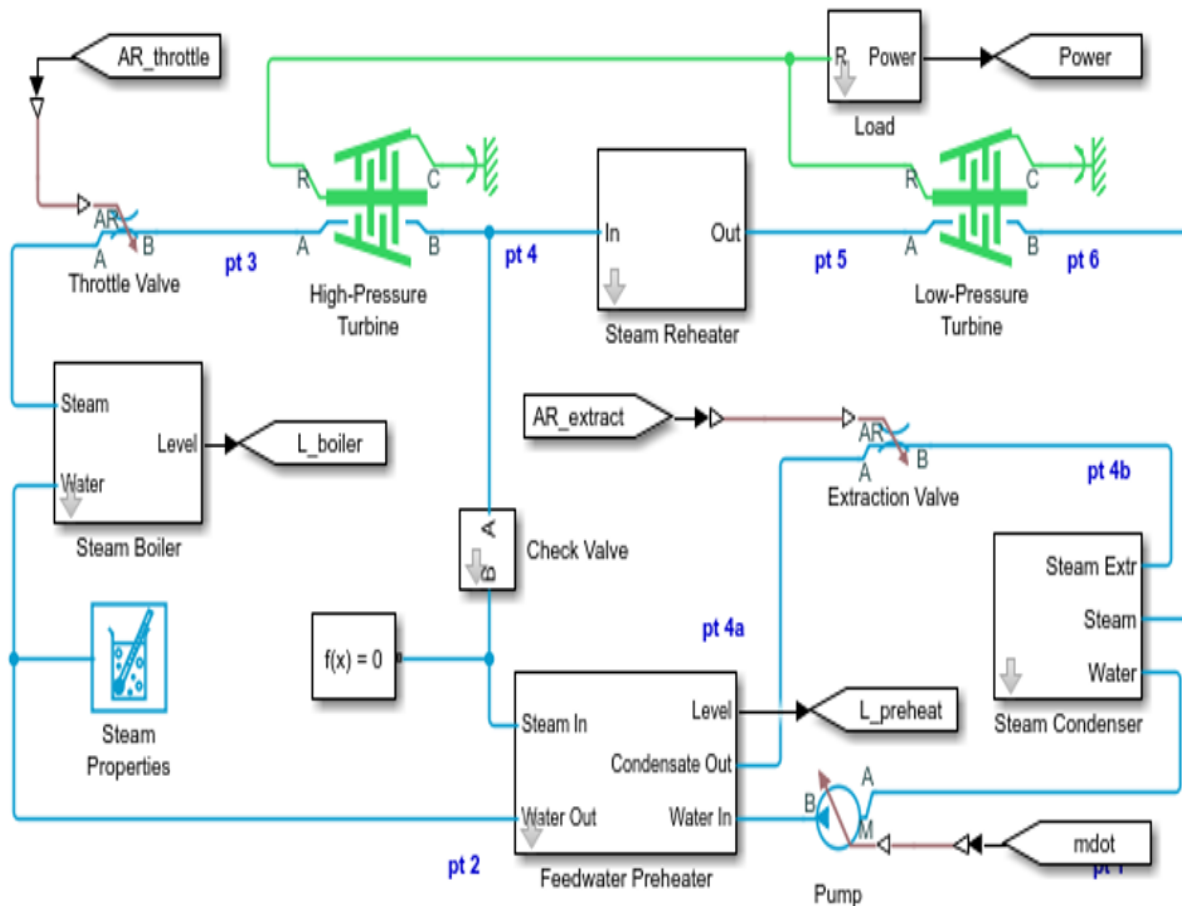 AR_throttle
Power
R
Power
Load
R
C
R
C
AR
A
B
Throttle Valve
pt 3
A
B
High-Pressure
Turbine
pt 4
In
Out
Steam Reheater
pt 5
A
B
Low-Pressure
Turbine
pt 6
Steam
Level
Water
Steam Boiler
L_boiler
AR_extract
AR
A
B
Extraction Valve
pt 4b
A
B
Check Valve
Steam Extr
Steam
Water
Steam Condenser
Steam
Properties
f(x) = 0
pt 4a
Steam In
Level
Condensate Out
Water Out
Water In
Feedwater Preheater
L_preheat
pt 2
A
B
M
Pump
mdot